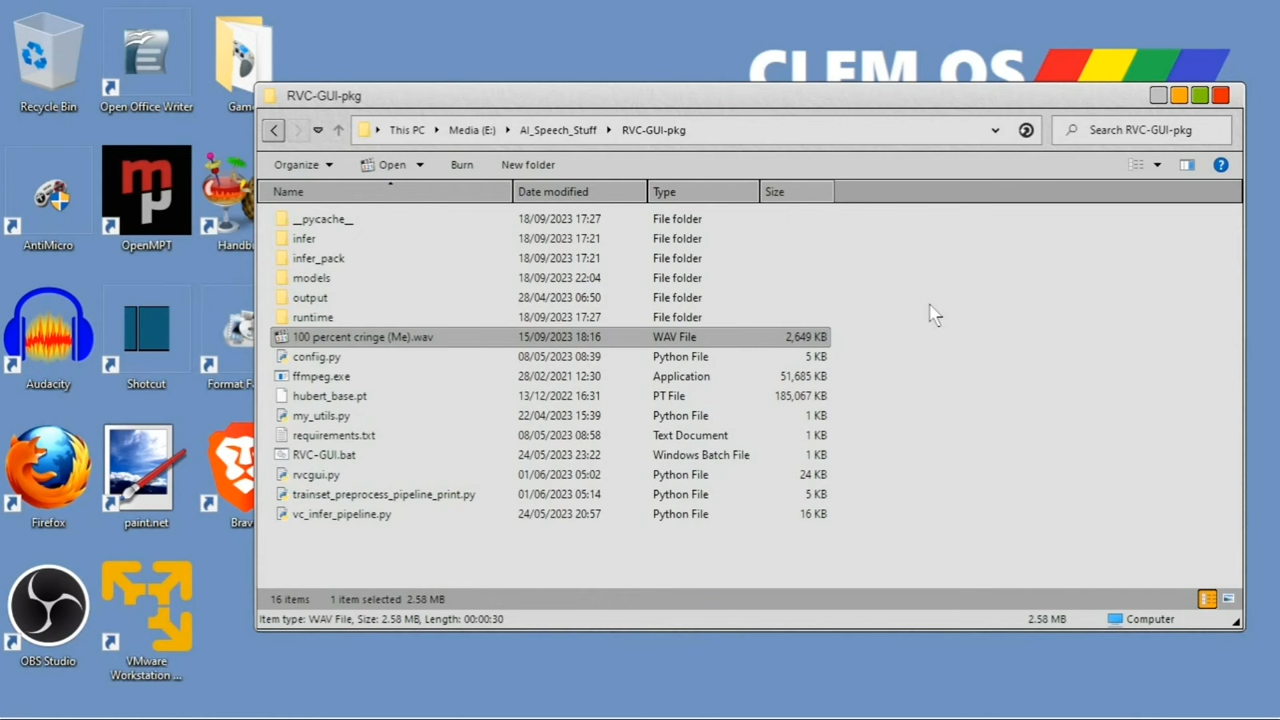 CLEM OS
Recycle Bin
Open Office Writer
AntiMicro
OpenMPT
Audacity
Shotcut
Firefox
paint.net
OBS Studio
VMware
Workstation ...
RVC-GUI-pkg
This PC Media (E:) AI_Speech_Stuff RVC-GUI-pkg
Search RVC-GUI-pkg
Organize Open Burn New folder
Name Date modified Type Size
__pycache__ 18/09/2023 17:27 File folder
infer 18/09/2023 17:21 File folder
infer_pack 18/09/2023 17:21 File folder
models 18/09/2023 22:04 File folder
output 28/04/2023 06:50 File folder
runtime 18/09/2023 17:27 File folder
100 percent cringe (Me).wav 15/09/2023 18:16 WAV File 2,649 KB
config.py 08/05/2023 08:39 Python File 5 KB
ffmpeg.exe 28/02/2021 12:30 Application 51,685 KB
hubert_base.pt 13/12/2022 16:31 PT File 185,067 KB
my_utils.py 22/04/2023 15:39 Python File 1 KB
requirements.txt 08/05/2023 08:58 Text Document 1 KB
RVC-GUI.bat 24/05/2023 23:22 Windows Batch File 1 KB
rvcgui.py 01/06/2023 05:02 Python File 24 KB
trainset_preprocess_pipeline_print.py 01/06/2023 05:14 Python File 5 KB
vc_infer_pipeline.py 24/05/2023 20:57 Python File 16 KB
16 items 1 item selected 2.58 MB
Item type: WAV File, Size: 2.58 MB, Length: 00:00:30 2.58 MB Computer